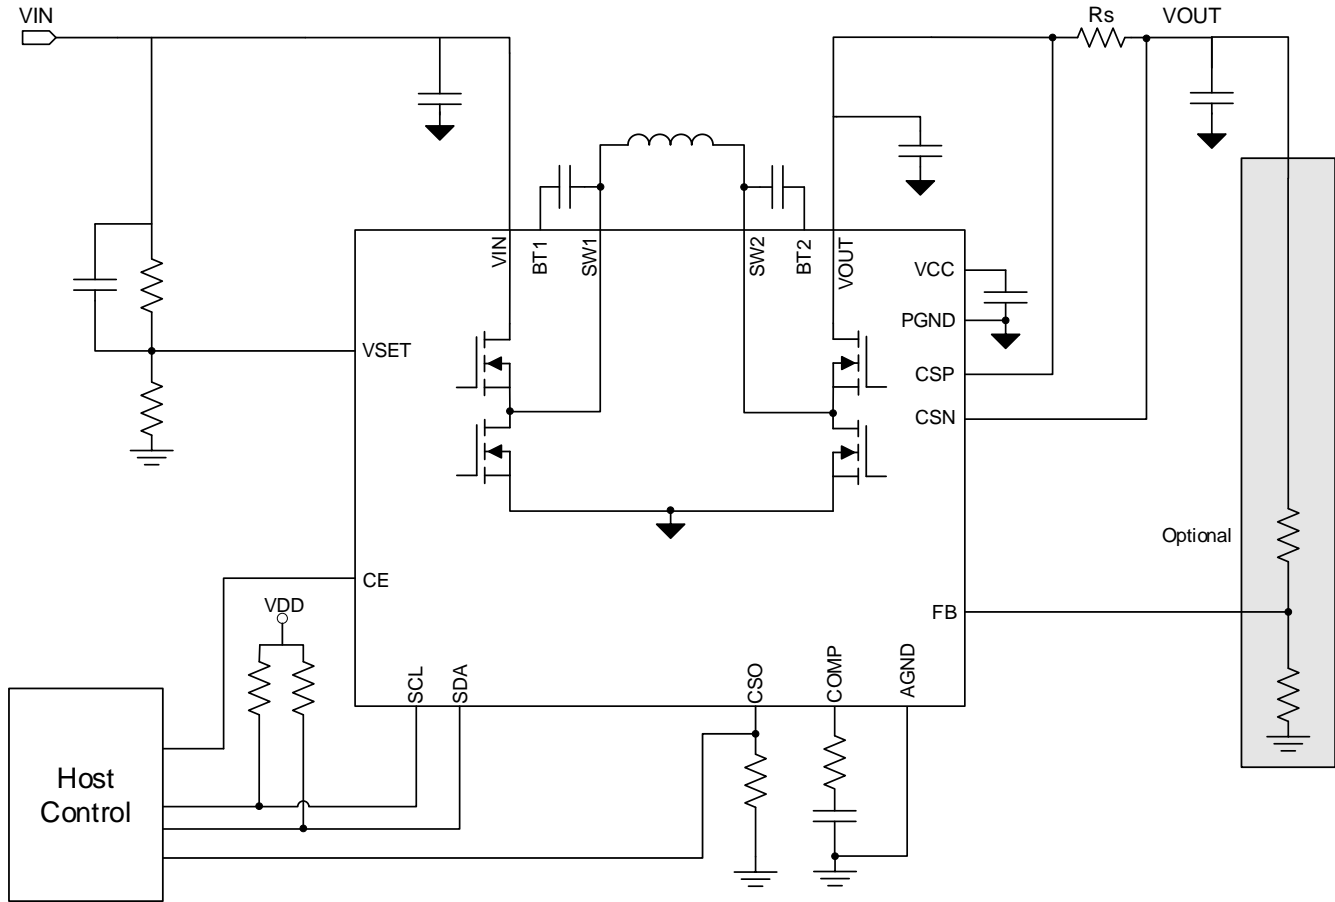 VIN
Rs
VOUT
VIN
BT1
SW1
SW2
BT2
VOUT
VCC
PGND
VSET
CSP
CSN
Optional
CE
VDD
FB
SCL
SDA
CSO
COMP
AGND
Host
Control